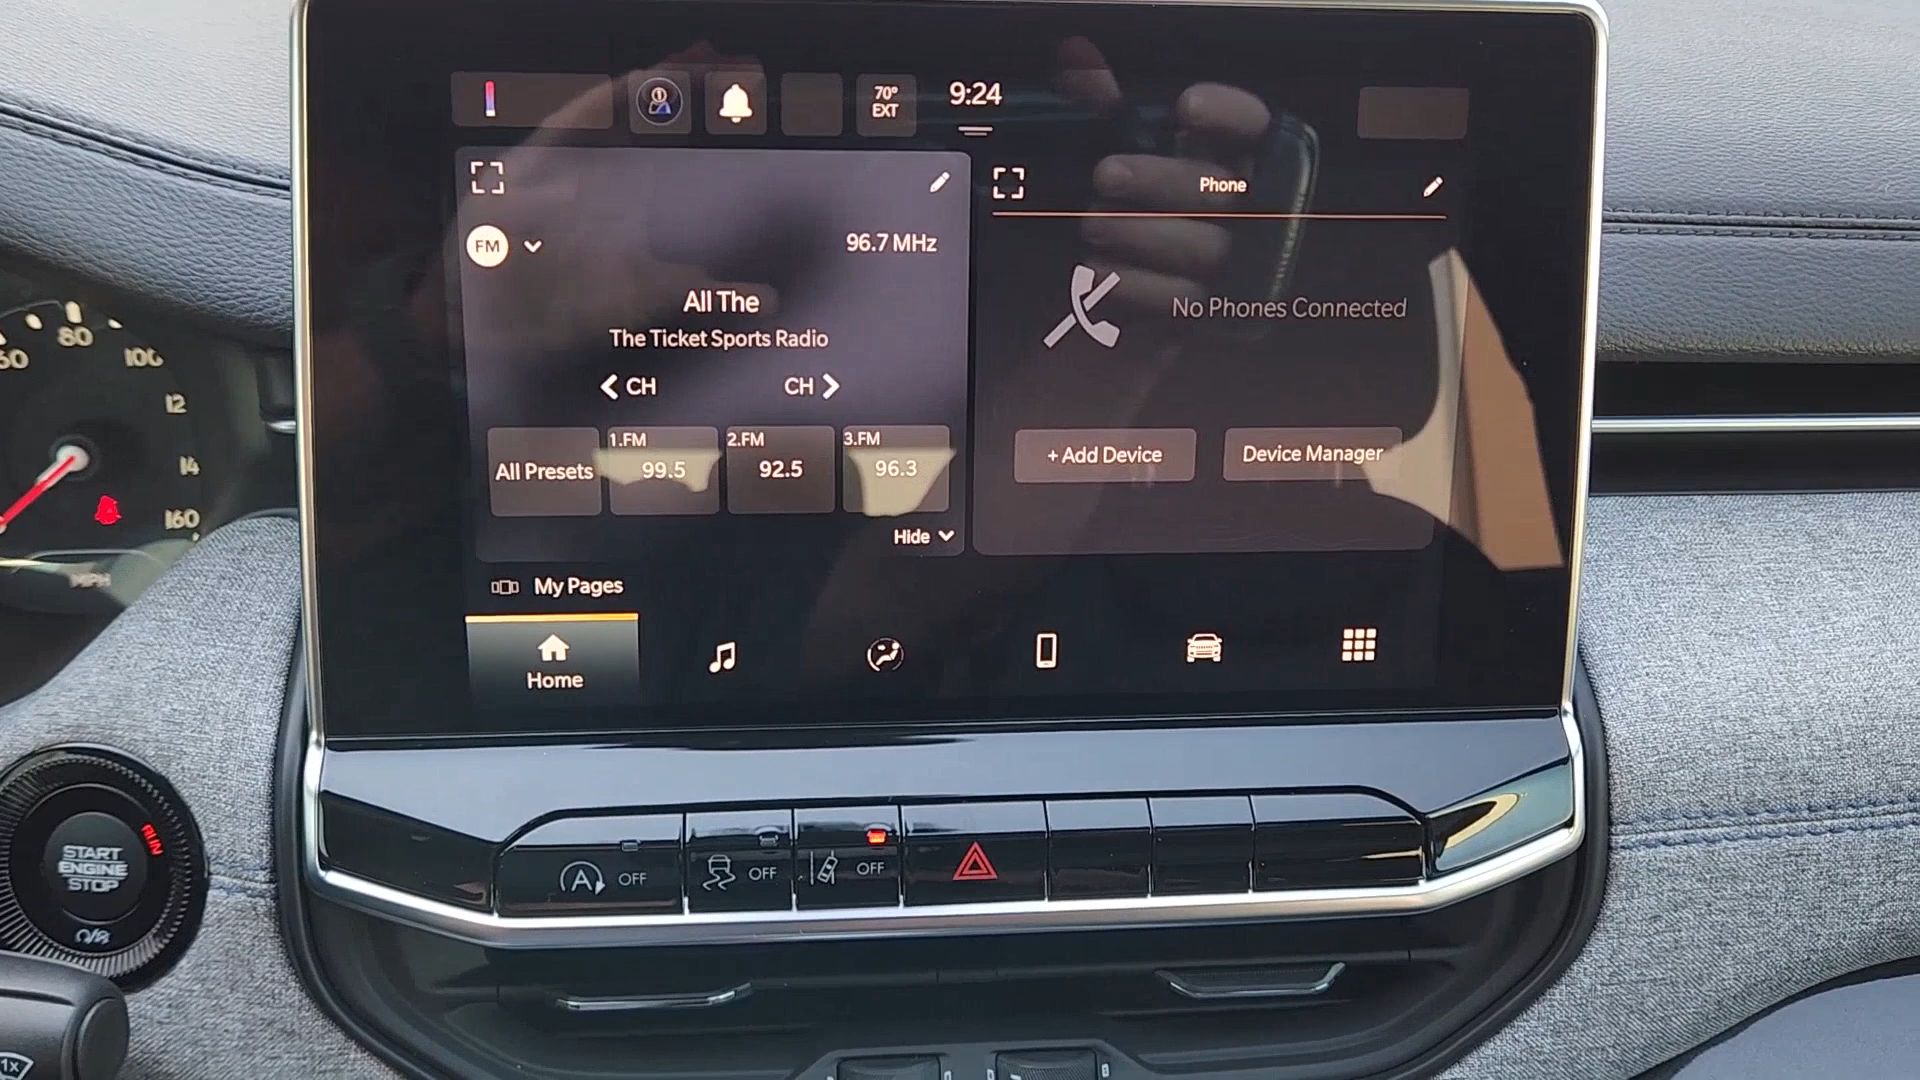 70° EXT
9:24
FM
96.7 MHz
All The
The Ticket Sports Radio
CH
CH
All Presets
1.FM
99.5
2.FM
92.5
3.FM
96.3
Hide
Phone
No Phones Connected
+ Add Device
Device Manager
My Pages
Home
60
80
100
12
14
160
MPH
START
ENGINE
STOP
RUN
A OFF
OFF
OFF
1x